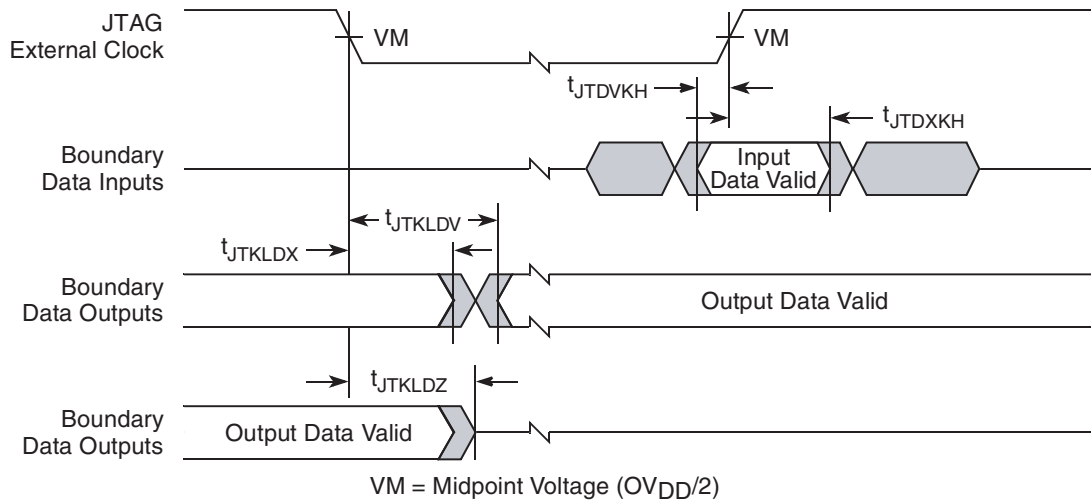 JTAG
External Clock
VM
VM
tJTDVKH
tJTDXKH
Boundary
Data Inputs
Input
Data Valid
tJTKLDV
tJTKLDX
Boundary
Data Outputs
Output Data Valid
tJTKLDZ
Boundary
Data Outputs
Output Data Valid
VM = Midpoint Voltage (OVDD/2)